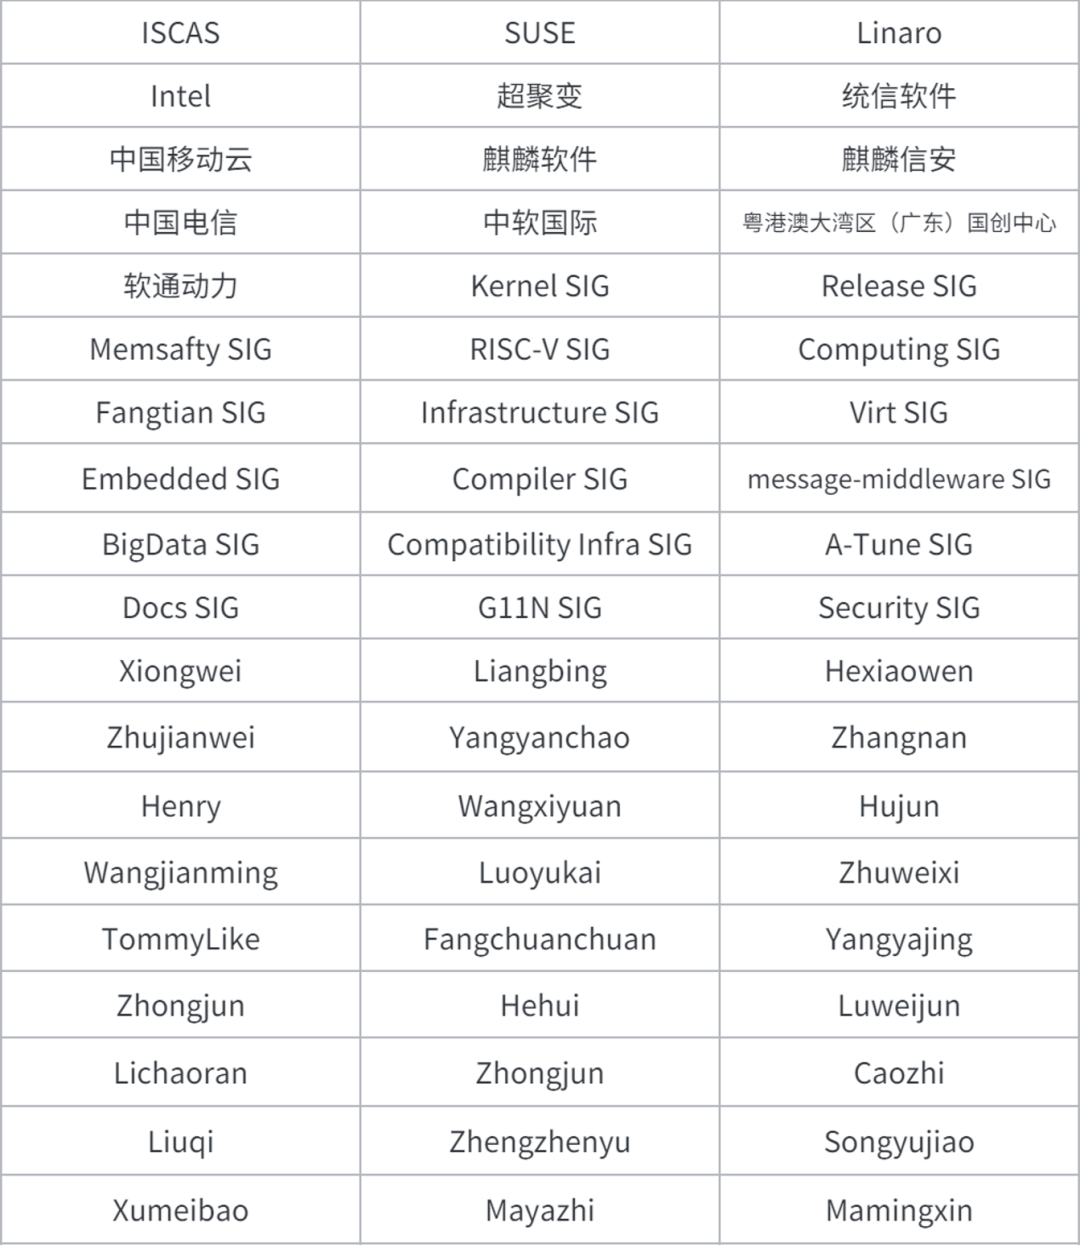 ISCAS SUSE Linaro
Intel 超聚变 统信软件
中国移动云 麒麟软件 麒麟信安
中国电信 中软国际 粤港澳大湾区（广东）国创中心
软通动力 Kernel SIG Release SIG
Memsafty SIG RISC-V SIG Computing SIG
Fangtian SIG Infrastructure SIG Virt SIG
Embedded SIG Compiler SIG message-middleware SIG
BigData SIG Compatibility Infra SIG A-Tune SIG
Docs SIG G11N SIG Security SIG
Xiongwei Liangbing Hexiaowen
Zhujianwei Yangyanchao Zhangnan
Henry Wangxiyuan Hujun
Wangjianming Luoyukai Zhuweixi
TommyLike Fangchuanchuan Yangyajing
Zhongjun Hehui Luweijun
Lichaoran Zhongjun Caozhi
Liuqi Zhengzhenyu Songyujiao
Xumeibao Mayazhi Mamingxin